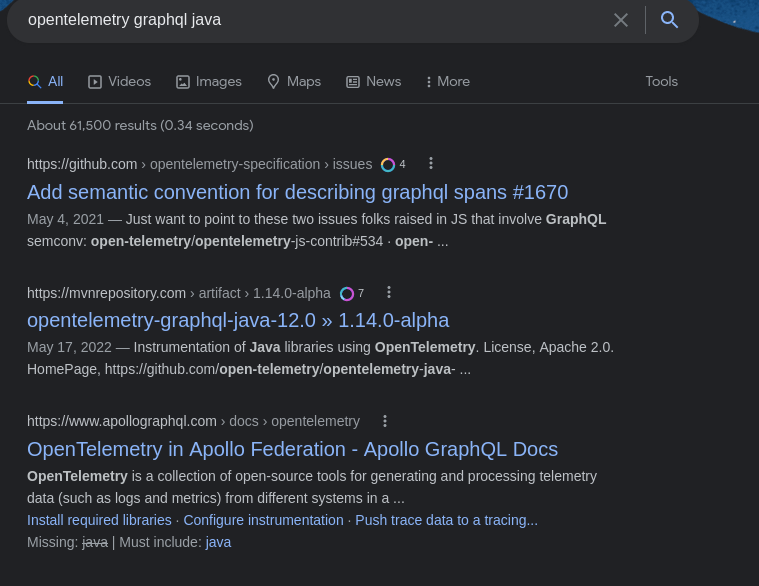 opentelemetry graphql java
All Videos Images Maps News More Tools
About 61,500 results (0.34 seconds)
https://github.com › opentelemetry-specification › issues 4
Add semantic convention for describing graphql spans #1670
May 4, 2021 — Just want to point to these two issues folks raised in JS that involve GraphQL
semconv: open-telemetry/opentelemetry-js-contrib#534 · open- ...
https://mvnrepository.com › artifact › 1.14.0-alpha 7
opentelemetry-graphql-java-12.0 » 1.14.0-alpha
May 17, 2022 — Instrumentation of Java libraries using OpenTelemetry. License, Apache 2.0.
HomePage, https://github.com/open-telemetry/opentelemetry-java- ...
https://www.apollographql.com › docs › opentelemetry
OpenTelemetry in Apollo Federation - Apollo GraphQL Docs
OpenTelemetry is a collection of open-source tools for generating and processing telemetry
data (such as logs and metrics) from different systems in a ...
Install required libraries · Configure instrumentation · Push trace data to a tracing...
Missing: java | Must include: java